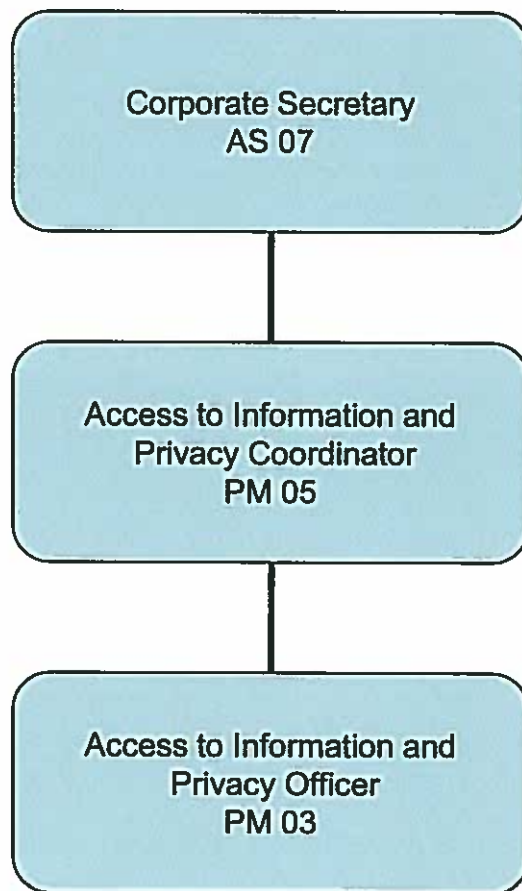 Corporate Secretary
AS 07
Access to Information and
Privacy Coordinator
PM 05
Access to Information and
Privacy Officer
PM 03